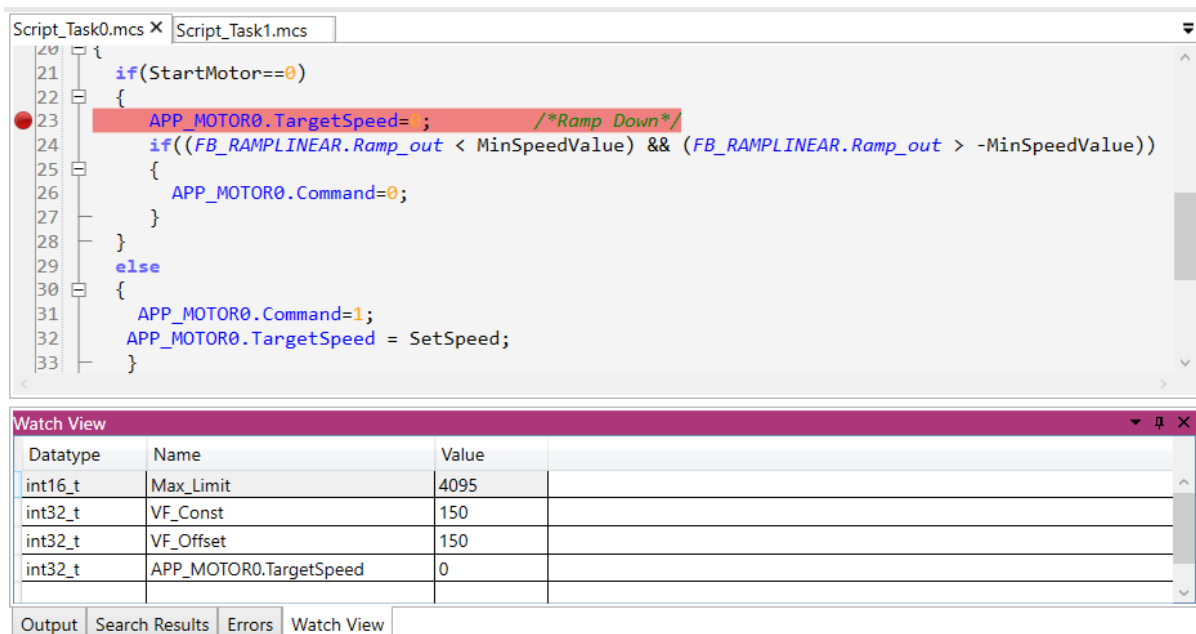 Script_Task0.mcs X Script_Task1.mcs
20 {
21 if(StartMotor==0)
22 {
23 APP_MOTOR0.TargetSpeed=0; /*Ramp Down*/
24 if((FB_RAMPLINEAR.Ramp_out < MinSpeedValue) && (FB_RAMPLINEAR.Ramp_out > -MinSpeedValue))
25 {
26 APP_MOTOR0.Command=0;
27 }
28 }
29 else
30 {
31 APP_MOTOR0.Command=1;
32 APP_MOTOR0.TargetSpeed = SetSpeed;
33 }
Watch View
Datatype Name Value
int16_t Max_Limit 4095
int32_t VF_Const 150
int32_t VF_Offset 150
int32_t APP_MOTOR0.TargetSpeed 0
Output Search Results Errors Watch View